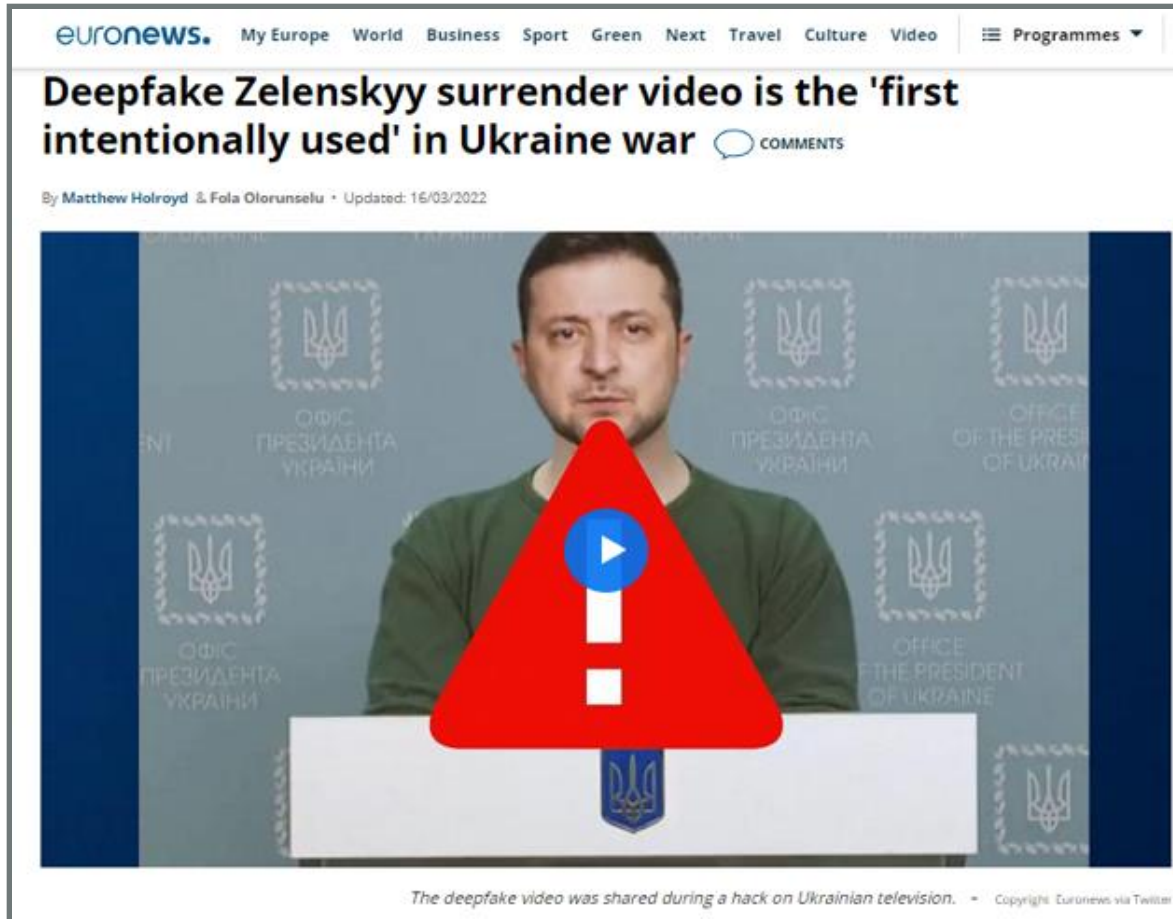 euronews. My Europe World Business Sport Green Next Travel Culture Video Programmes
Deepfake Zelenskyy surrender video is the 'first
intentionally used' in Ukraine war COMMENTS
By Matthew Holroyd & Fola Olorunselu • Updated: 16/03/2022
ОФІС
ПРЕЗИДЕНТА
УКРАЇНИ
ОФІС
ПРЕЗИДЕНТА
УКРАЇНИ
OFFICE
OF THE PRESI
OF UKRAIN
ОФІС
ПРЕЗИДЕНТА
УКРАЇНИ
OFFICE
THE PRESIDENT
OF UKRAINE
!
The deepfake video was shared during a hack on Ukrainian television. - Copyright Euronews via Twitter